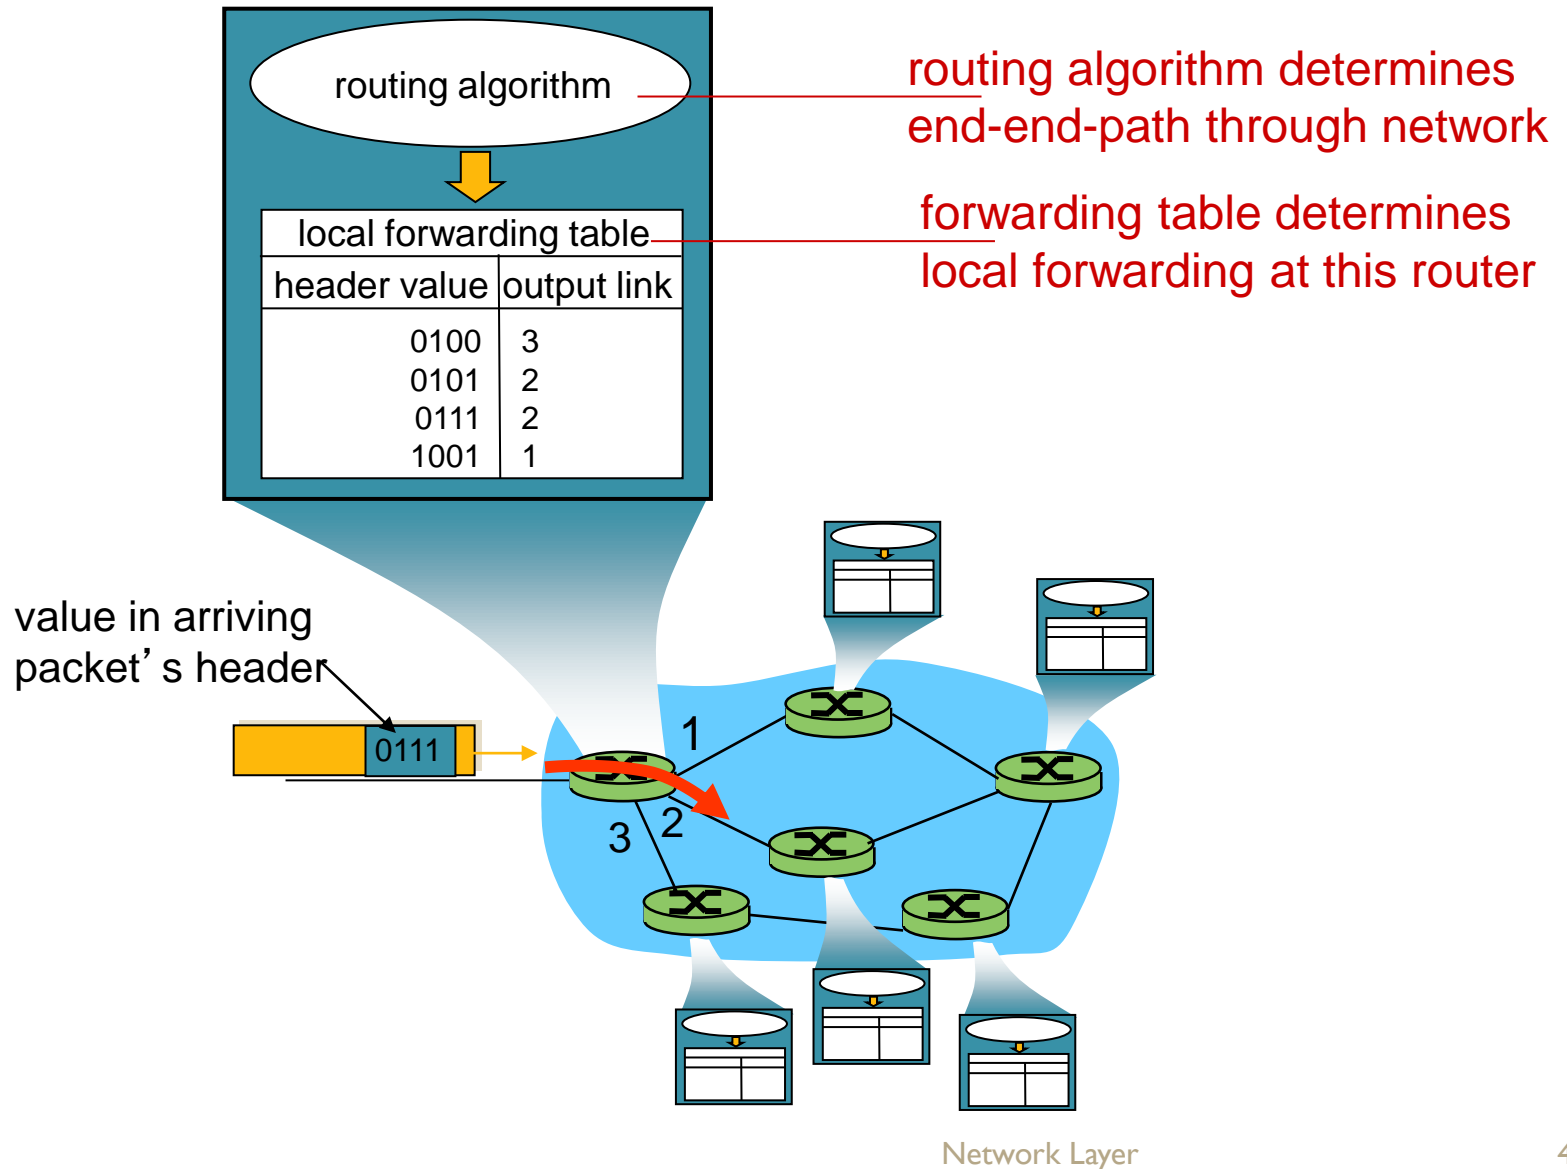 routing algorithm
routing algorithm determines
end-end-path through network
local forwarding table
forwarding table determines
local forwarding at this router
header value output link
0100 3
0101 2
0111 2
1001 1
value in arriving
packet’s header
0111
1
2
3
Network Layer
4